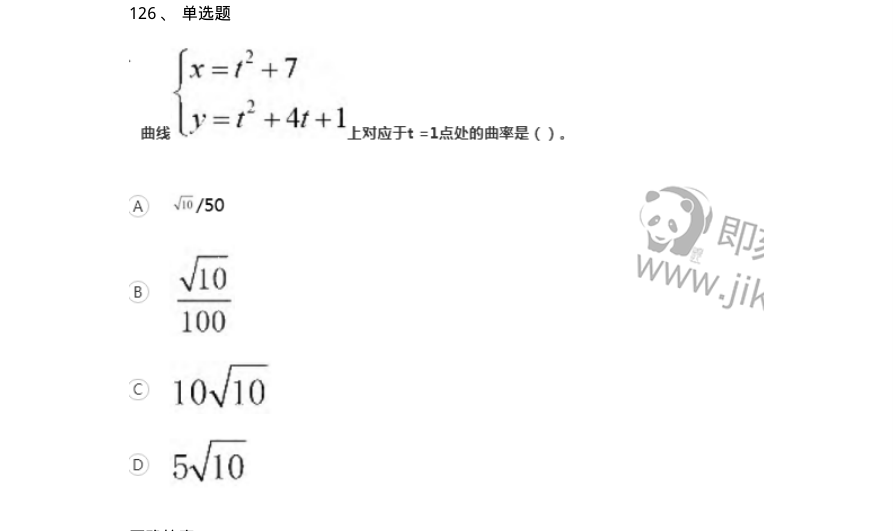 126 、 单选题
曲线 { x = t² + 7
y = t² + 4t + 1 上对应于t =1点处的曲率是 ( ) 。
A √10 /50
B √10/100
C 10√10
D 5√10
即
www.jik